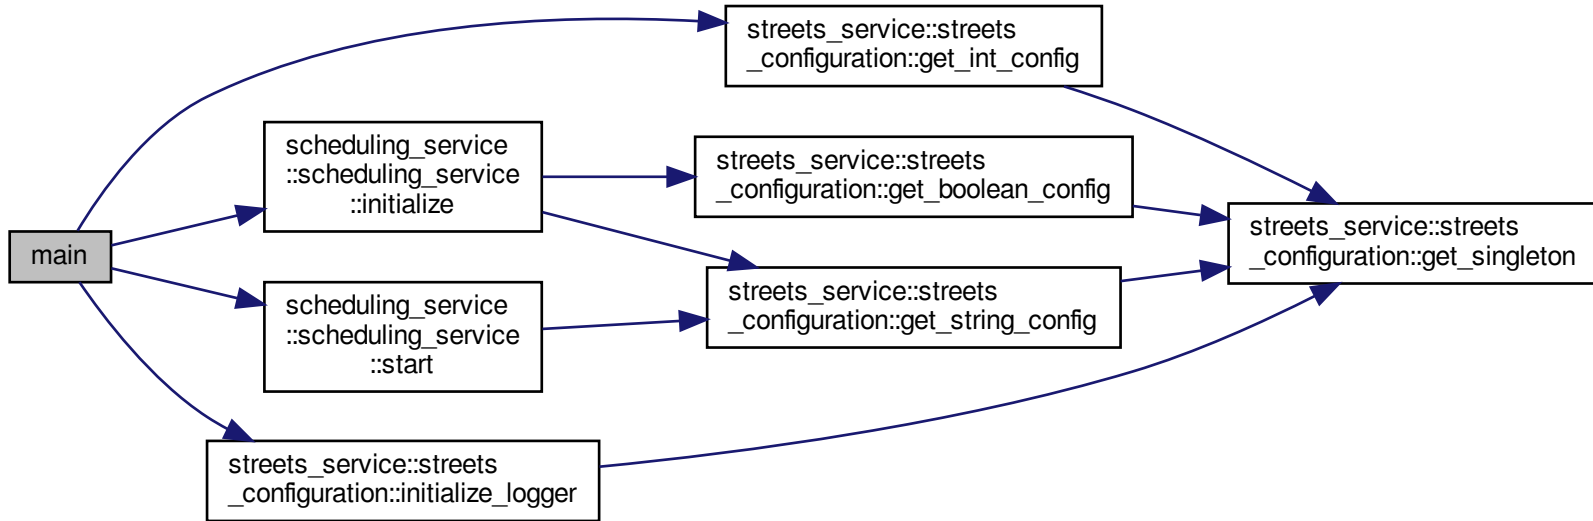 streets_service::streets
_configuration::get_int_config
scheduling_service
::scheduling_service
::initialize
streets_service::streets
_configuration::get_boolean_config
streets_service::streets
_configuration::get_singleton
main
streets_service::streets
_configuration::get_string_config
scheduling_service
::scheduling_service
::start
streets_service::streets
_configuration::initialize_logger